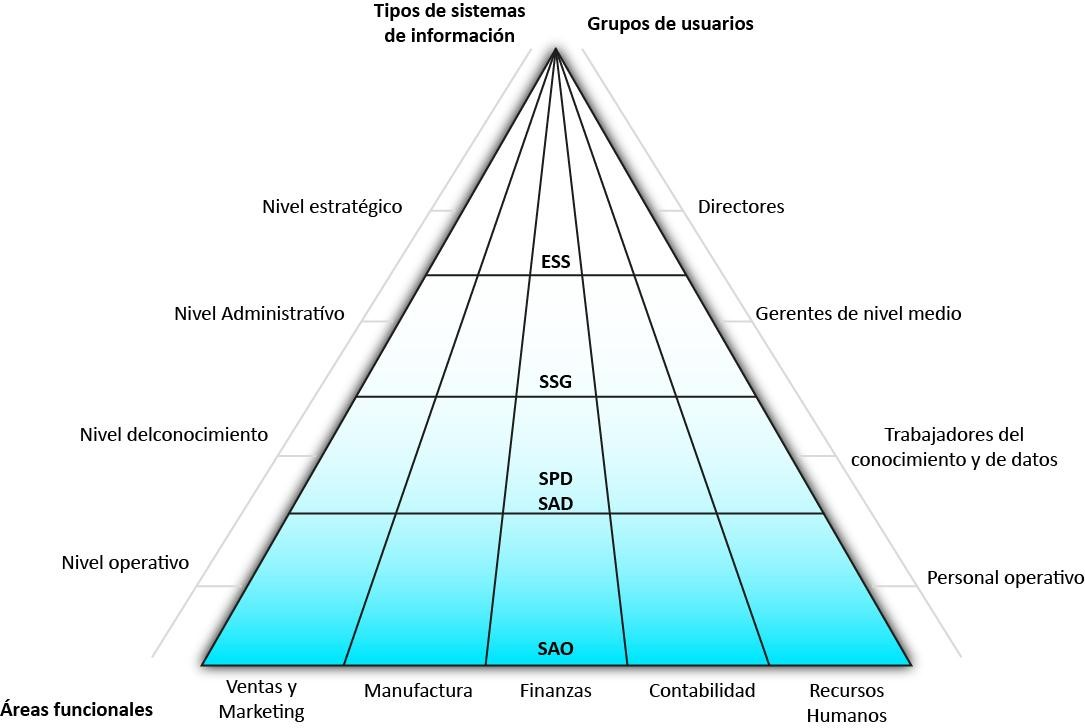 Tipos de sistemas
de información
Grupos de usuarios
Nivel estratégico
Directores
ESS
Nivel Administratívo
Gerentes de nivel medio
SSG
Nivel delconocimiento
Trabajadores del
conocimiento y de datos
SPD
SAD
Nivel operativo
Personal operativo
SAO
Ventas y
Marketing
Manufactura
Finanzas
Contabilidad
Recursos
Humanos
Áreas funcionales